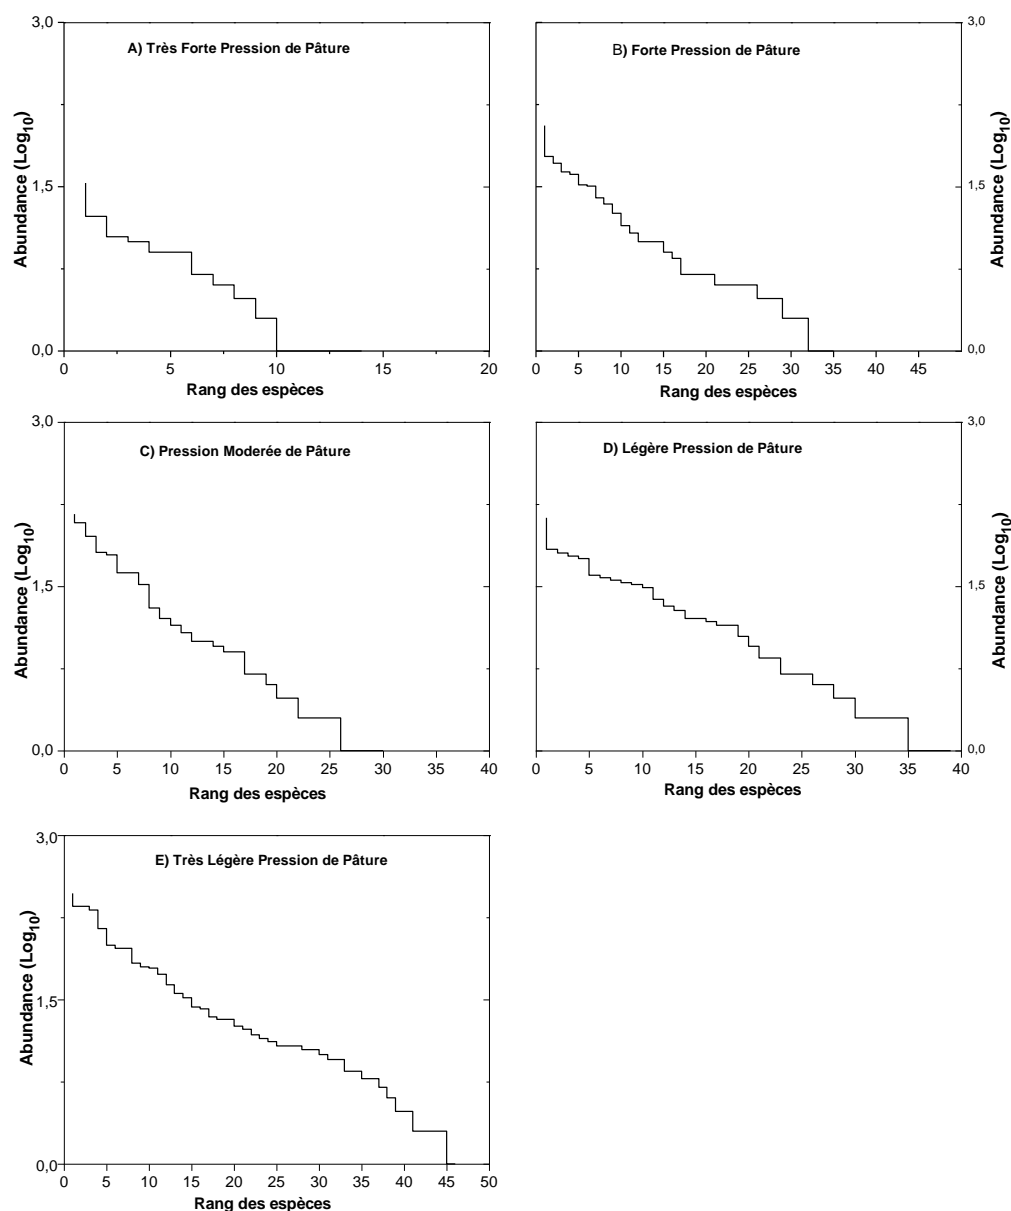 3,0
A) Très Forte Pression de Pâture
1,5
0,0
Abundance (Log10)
0 5 10 15 20
Rang des espèces
3,0
B) Forte Pression de Pâture
1,5
0,0
Abundance (Log10)
0 5 10 15 20 25 30 35 40 45
Rang des espèces
3,0
C) Pression Moderée de Pâture
1,5
0,0
Abundance (Log10)
0 5 10 15 20 25 30 35 40
Rang des espèces
3,0
D) Légère Pression de Pâture
1,5
0,0
Abundance (Log10)
0 5 10 15 20 25 30 35 40
Rang des espèces
3,0
E) Très Légère Pression de Pâture
1,5
0,0
Abundance (Log10)
0 5 10 15 20 25 30 35 40 45 50
Rang des espèces